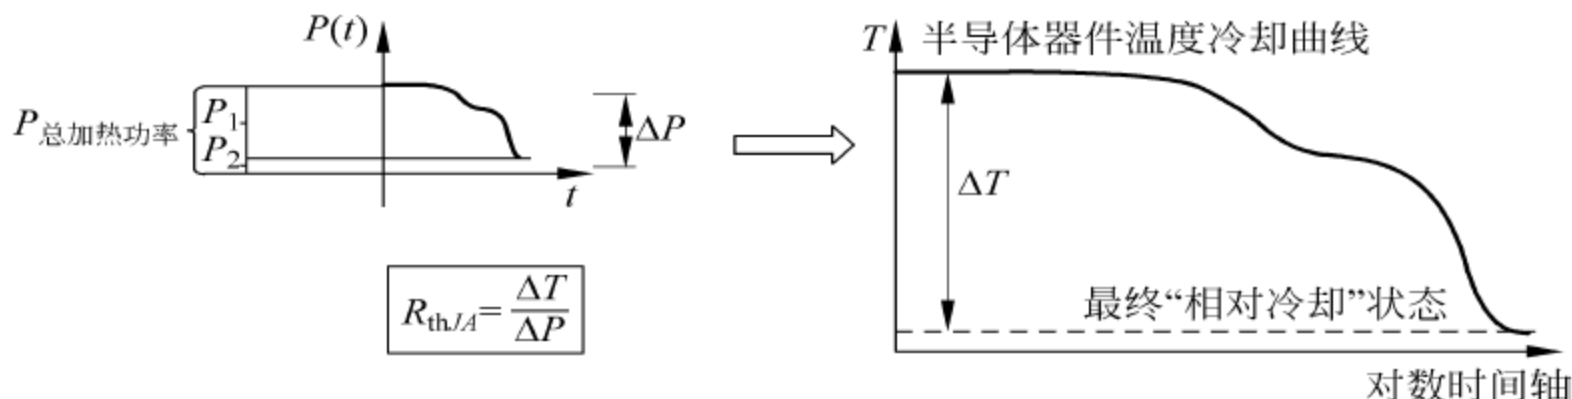 P(t)
P总加热功率
P1
P2
ΔP
t
RthJA=ΔT/ΔP
T
半导体器件温度冷却曲线
ΔT
最终“相对冷却”状态
对数时间轴